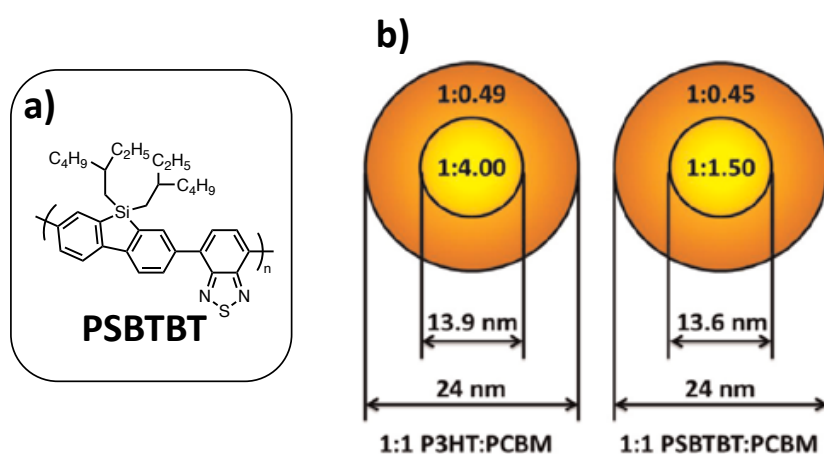 a)
C4H9 C2H5
C2H5
C4H9
Si
n
N N
S
PSBTBT
b)
1:0.49
1:4.00
13.9 nm
24 nm
1:1 P3HT:PCBM
1:0.45
1:1.50
13.6 nm
24 nm
1:1 PSBTBT:PCBM